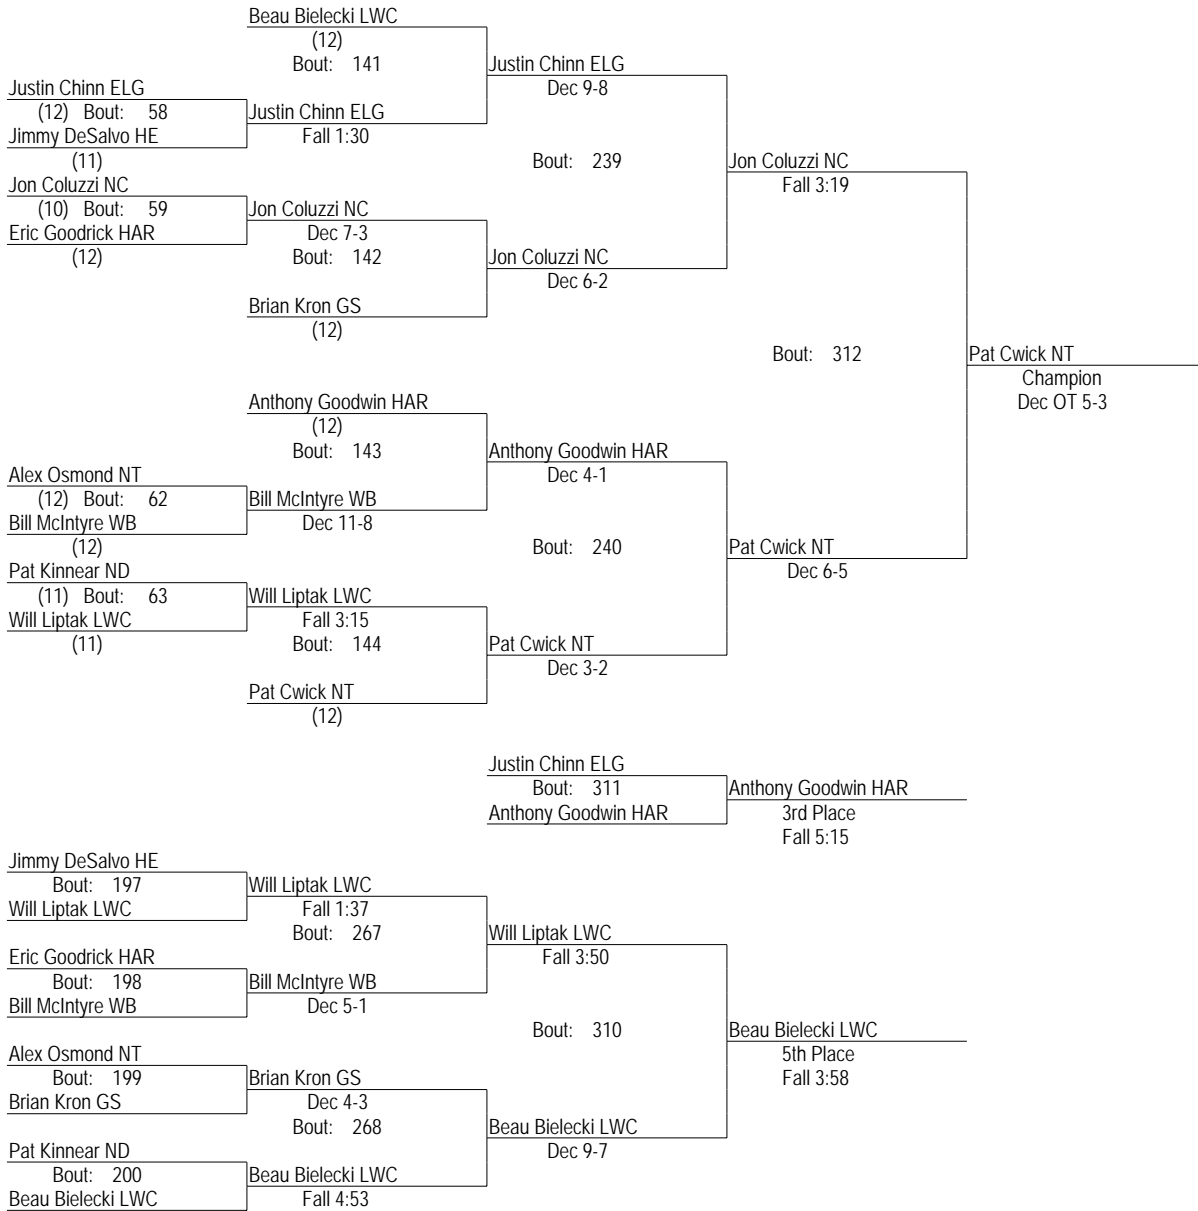 Beau Bielecki LWC
(12)
Bout: 141
Justin Chinn ELG
Dec 9-8
Justin Chinn ELG
(12) Bout: 58
Justin Chinn ELG
Fall 1:30
Jimmy DeSalvo HE
(11)
Bout: 239
Jon Coluzzi NC
Fall 3:19
Jon Coluzzi NC
(10) Bout: 59
Jon Coluzzi NC
Dec 7-3
Eric Goodrick HAR
(12)
Bout: 142
Jon Coluzzi NC
Dec 6-2
Brian Kron GS
(12)
Bout: 312
Pat Cwick NT
Champion
Dec OT 5-3
Anthony Goodwin HAR
(12)
Bout: 143
Anthony Goodwin HAR
Dec 4-1
Alex Osmond NT
(12) Bout: 62
Bill McIntyre WB
Dec 11-8
Bill McIntyre WB
(12)
Bout: 240
Pat Cwick NT
Dec 6-5
Pat Kinnear ND
(11) Bout: 63
Will Liptak LWC
Fall 3:15
Will Liptak LWC
(11)
Bout: 144
Pat Cwick NT
Dec 3-2
Pat Cwick NT
(12)
Justin Chinn ELG
Bout: 311
Anthony Goodwin HAR
Anthony Goodwin HAR
3rd Place
Fall 5:15
Jimmy DeSalvo HE
Bout: 197
Will Liptak LWC
Will Liptak LWC
Fall 1:37
Bout: 267
Will Liptak LWC
Fall 3:50
Eric Goodrick HAR
Bout: 198
Bill McIntyre WB
Bill McIntyre WB
Dec 5-1
Bout: 310
Beau Bielecki LWC
5th Place
Fall 3:58
Alex Osmond NT
Bout: 199
Brian Kron GS
Brian Kron GS
Dec 4-3
Bout: 268
Beau Bielecki LWC
Dec 9-7
Pat Kinnear ND
Bout: 200
Beau Bielecki LWC
Beau Bielecki LWC
Fall 4:53